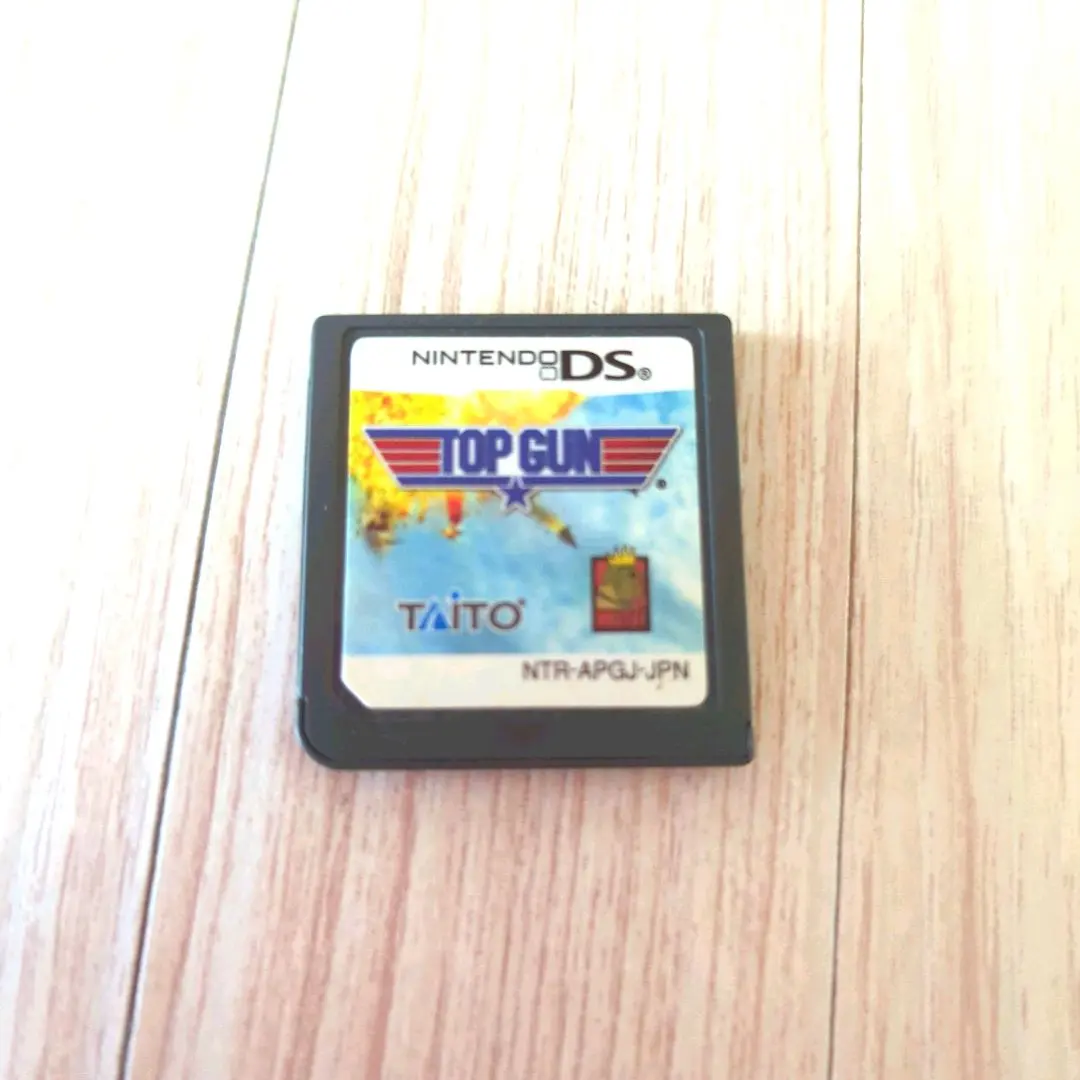 NINTENDO DS®
TOP GUN®
TAITO®
NTR-APGJ-JPN